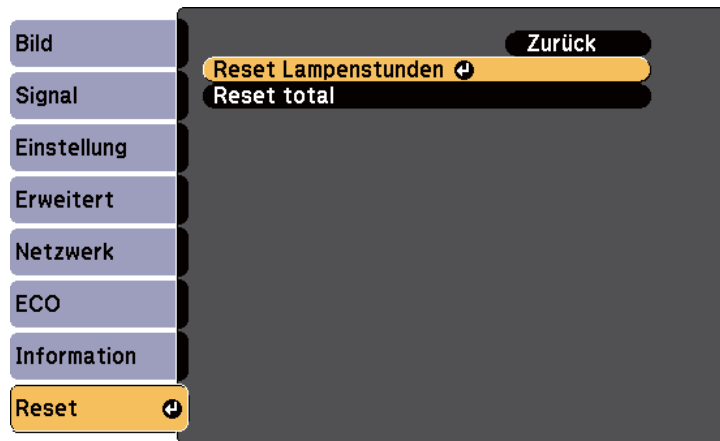 Bild
Signal
Einstellung
Erweitert
Netzwerk
ECO
Information
Reset
Zurück
Reset Lampenstunden
Reset total